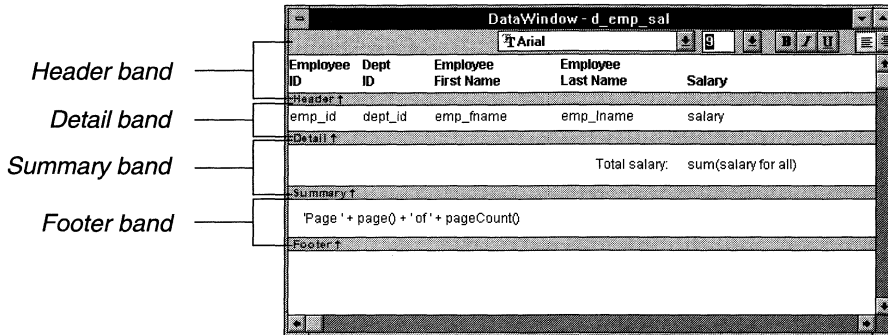 DataWindow - d_emp_sal
Arial 9 B I U
Header band
Employee ID Dept ID Employee First Name Employee Last Name Salary
Header ↑
Detail band
emp_id dept_id emp_fname emp_lname salary
Detail ↑
Summary band
Total salary: sum(salary for all)
Summary ↑
Footer band
'Page ' + page() + ' of ' + pageCount()
Footer ↑